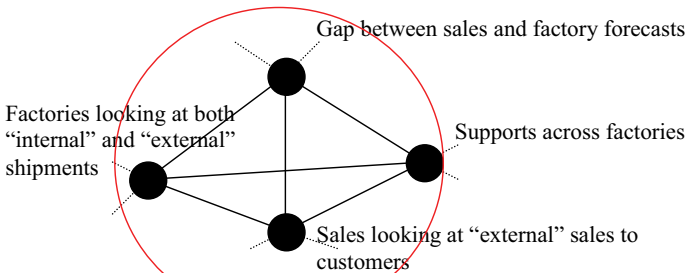 Gap between sales and factory forecasts
Factories looking at both
“internal” and “external”
shipments
Supports across factories
Sales looking at “external” sales to
customers